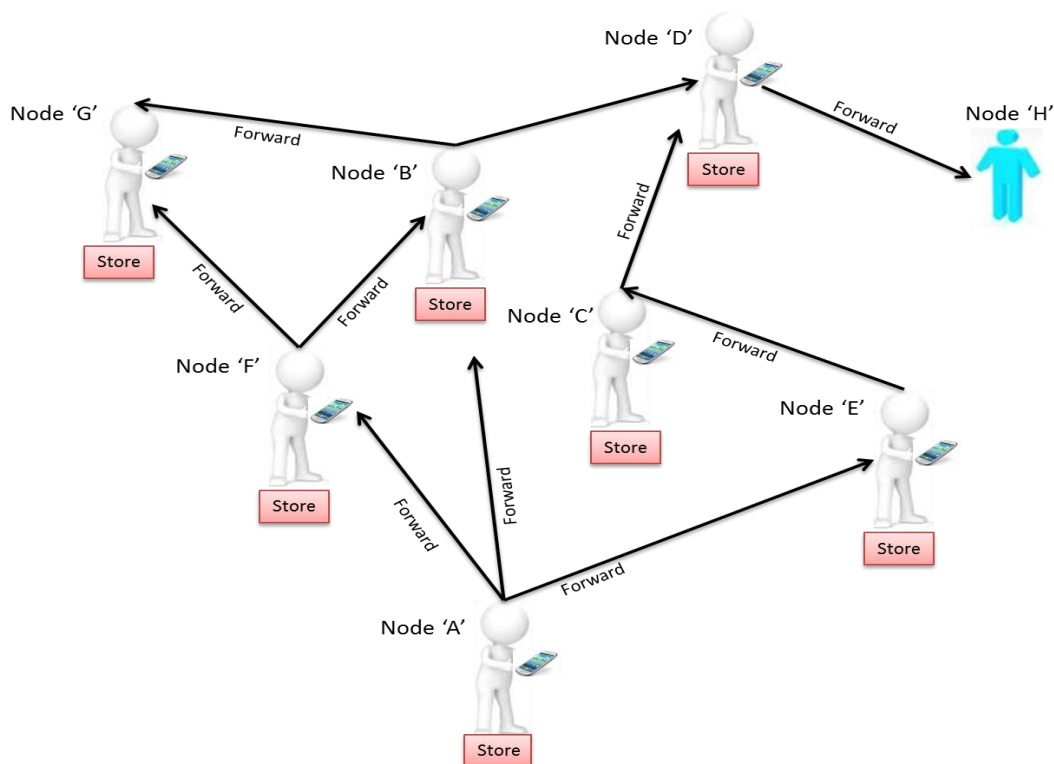 Node ‘D’
Node ‘G’
Forward
Forward
Node ‘H’
Node ‘B’
Store
Forward
Store
Forward
Forward
Store
Node ‘C’
Forward
Node ‘F’
Node ‘E’
Store
Forward
Forward
Store
Store
Forward
Node ‘A’
Store